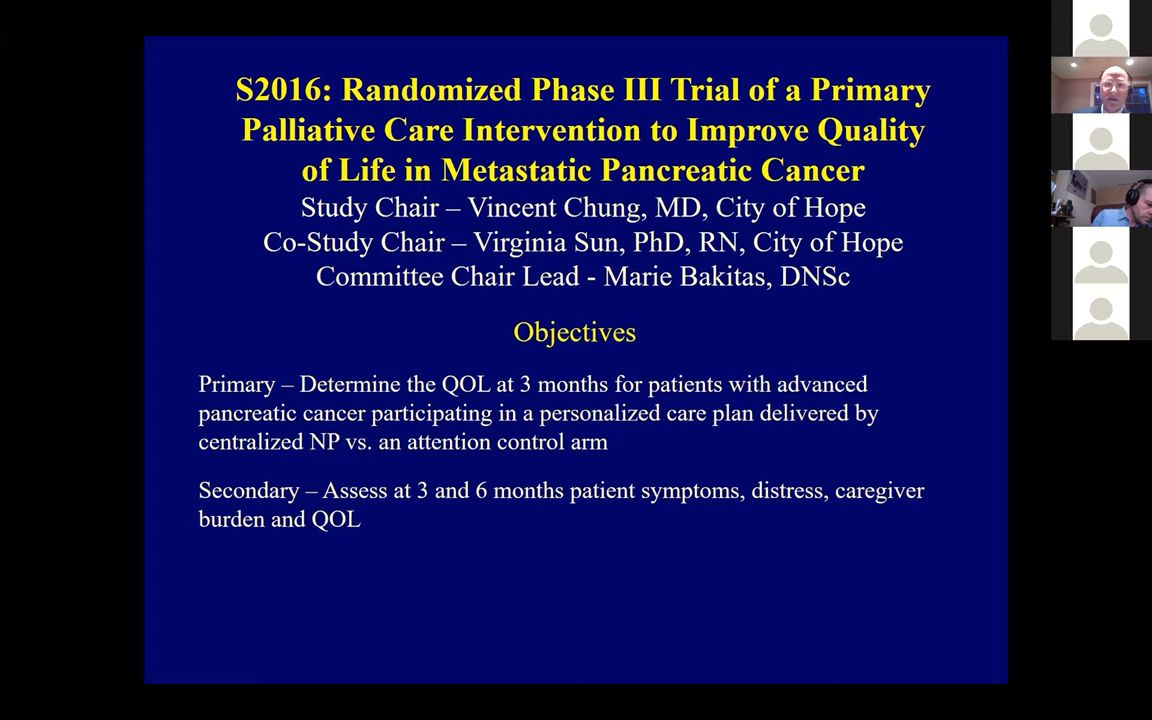 S2016: Randomized Phase III Trial of a Primary
Palliative Care Intervention to Improve Quality
of Life in Metastatic Pancreatic Cancer
Study Chair – Vincent Chung, MD, City of Hope
Co-Study Chair – Virginia Sun, PhD, RN, City of Hope
Committee Chair Lead - Marie Bakitas, DNSc
Objectives
Primary – Determine the QOL at 3 months for patients with advanced
pancreatic cancer participating in a personalized care plan delivered by
centralized NP vs. an attention control arm
Secondary – Assess at 3 and 6 months patient symptoms, distress, caregiver
burden and QOL